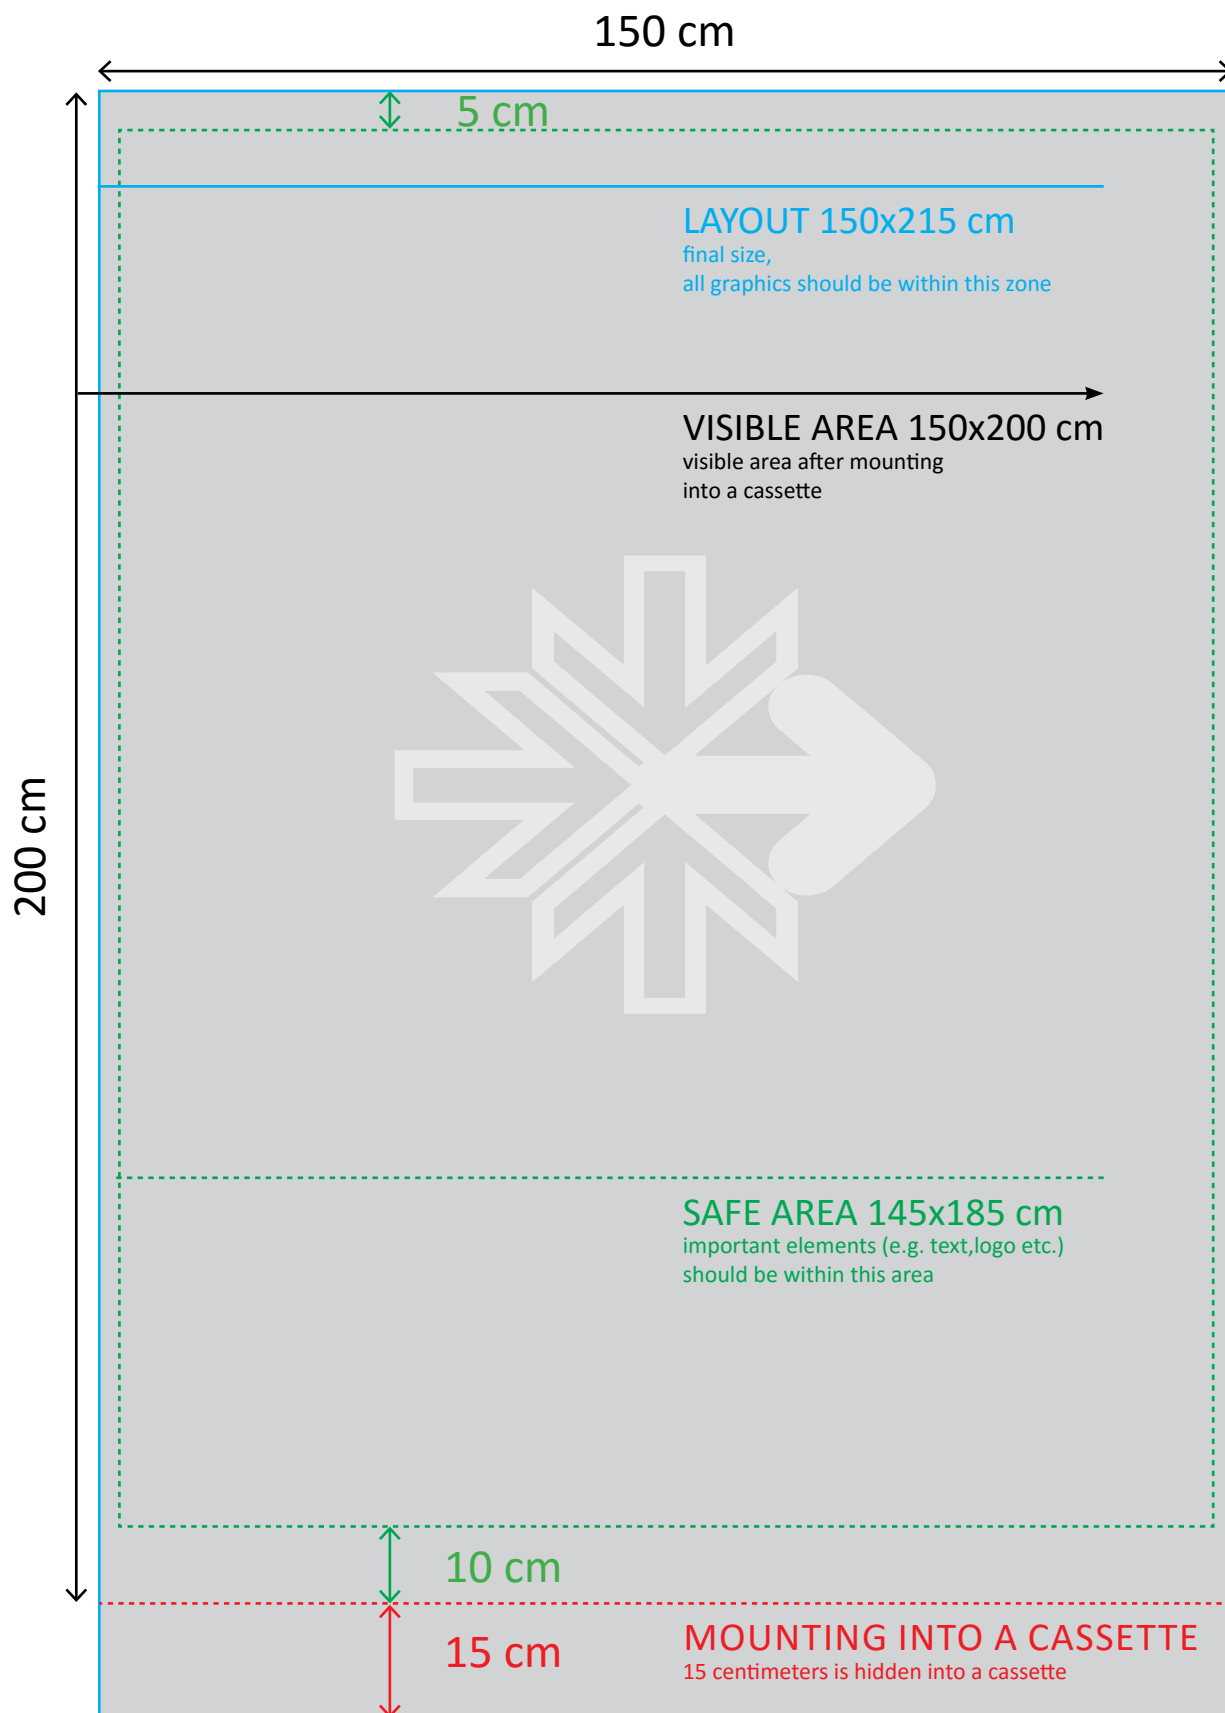 150 cm
5 cm
LAYOUT 150x215 cm
final size,
all graphics should be within this zone
VISIBLE AREA 150x200 cm
visible area after mounting
into a cassette
200 cm
SAFE AREA 145x185 cm
important elements (e.g. text,logo etc.)
should be within this area
10 cm
15 cm
MOUNTING INTO A CASSETTE
15 centimeters is hidden into a cassette